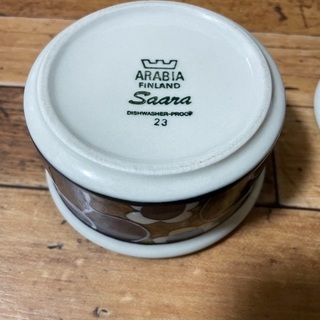 ARABIA
FINLAND
Saara
DISHWASHER-PROOF
23